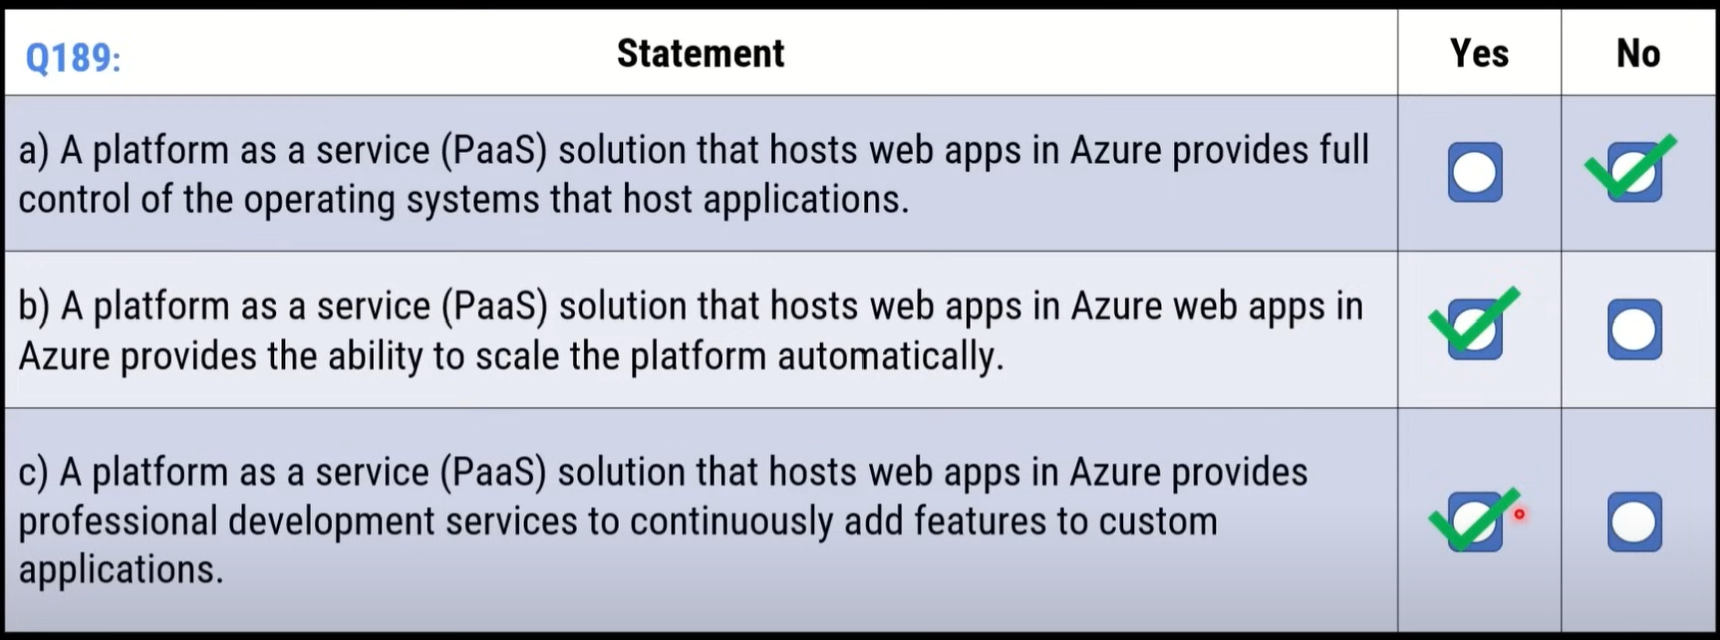 Q189:
Statement
Yes
No
a) A platform as a service (PaaS) solution that hosts web apps in Azure provides full
control of the operating systems that host applications.
b) A platform as a service (PaaS) solution that hosts web apps in Azure web apps in
Azure provides the ability to scale the platform automatically.
c) A platform as a service (PaaS) solution that hosts web apps in Azure provides
professional development services to continuously add features to custom
applications.